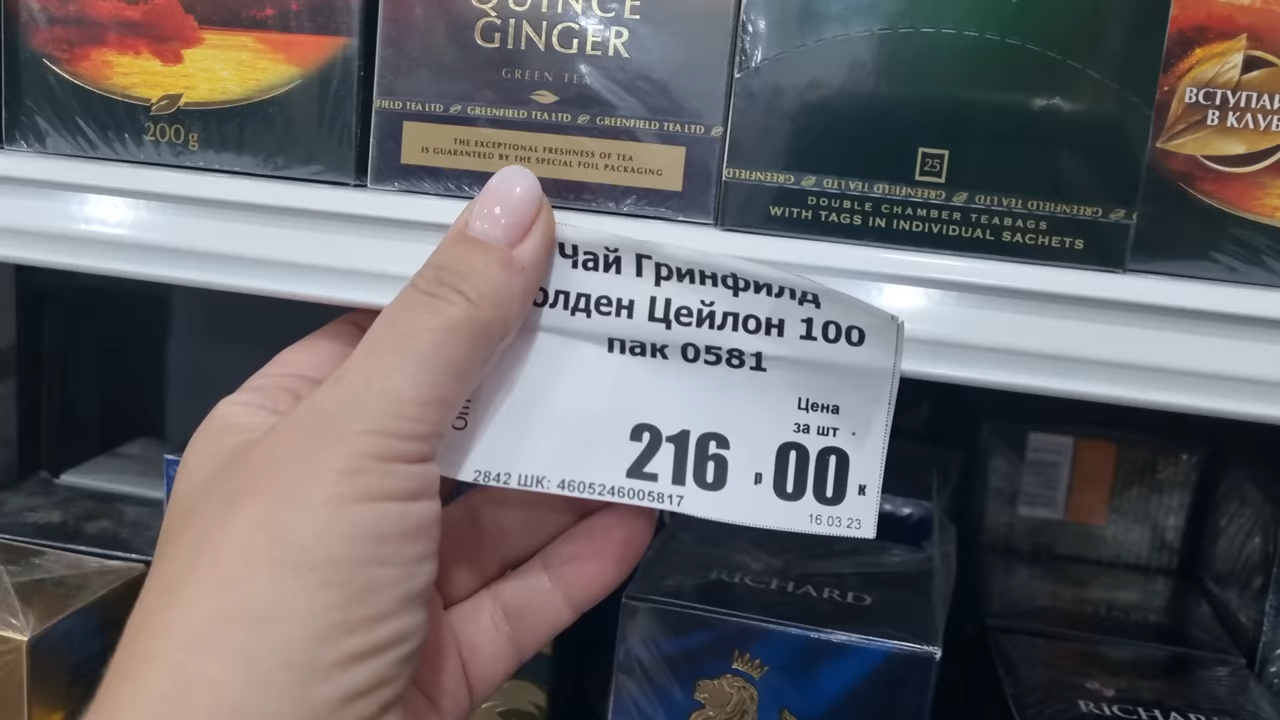 QUINCE
GINGER
GREEN TEA
FIELD TEA LTD GREENFIELD TEA LTD GREENFIELD TEA LTD
THE EXCEPTIONAL FRESHNESS OF TEA
IS GUARANTEED BY THE SPECIAL FOIL PACKAGING
200g
25
GREENFIELD TEA LTD GREENFIELD TEA LTD GREENFIELD
DOUBLE CHAMBER TEABAGS
WITH TAGS IN INDIVIDUAL SACHETS
ВСТУПАЙ
В КЛУБ
Чай Гринфилд
олден Цейлон 100
пак 0581
Цена
за шт.
216 р 00 к
2842 ШК: 4605246005817
16.03.23
RICHARD
RICHARD